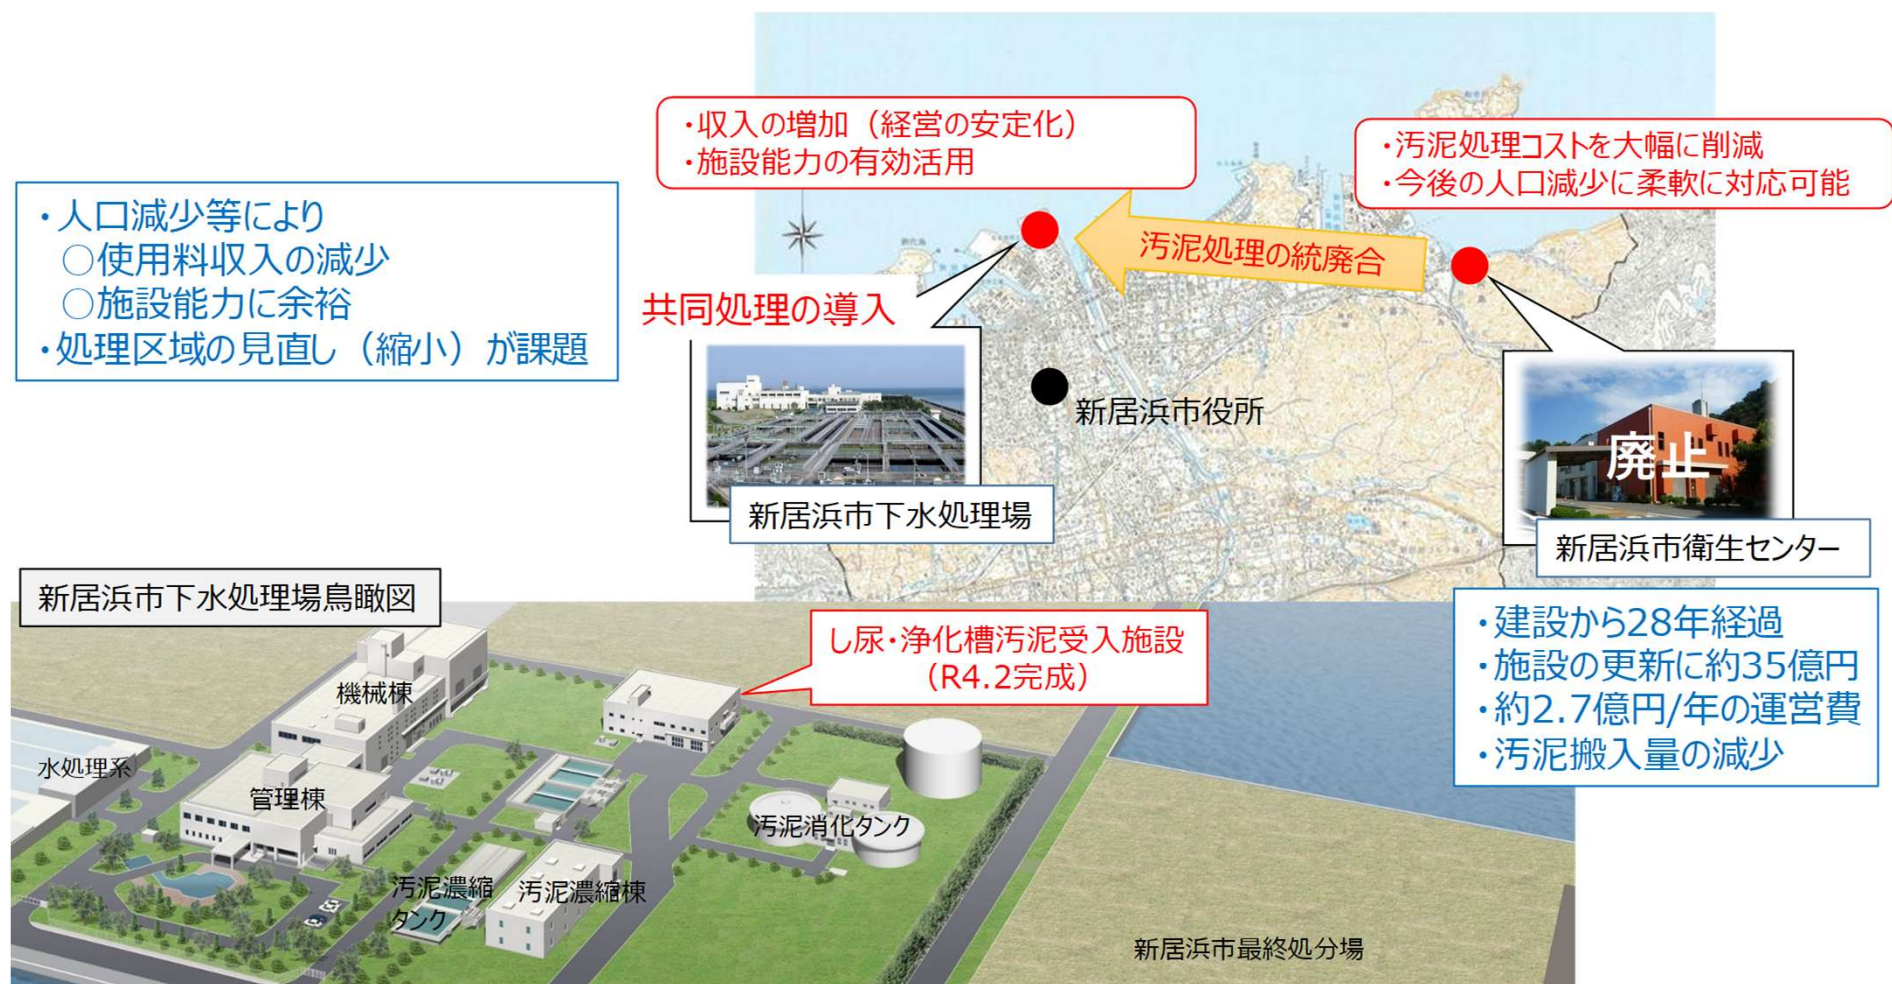 ・収入の増加（経営の安定化）
・施設能力の有効活用
・汚泥処理コストを大幅に削減
・今後の人口減少に柔軟に対応可能
・人口減少等により
○使用料収入の減少
○施設能力に余裕
・処理区域の見直し（縮小）が課題
汚泥処理の統廃合
共同処理の導入
新居浜市役所
廃止
新居浜市下水処理場
新居浜市衛生センター
新居浜市下水処理場鳥瞰図
・建設から28年経過
・施設の更新に約35億円
・約2.7億円/年の運営費
・汚泥搬入量の減少
し尿・浄化槽汚泥受入施設
（R4.2完成）
機械棟
水処理系
管理棟
汚泥消化タンク
汚泥濃縮
タンク
汚泥濃縮棟
新居浜市最終処分場